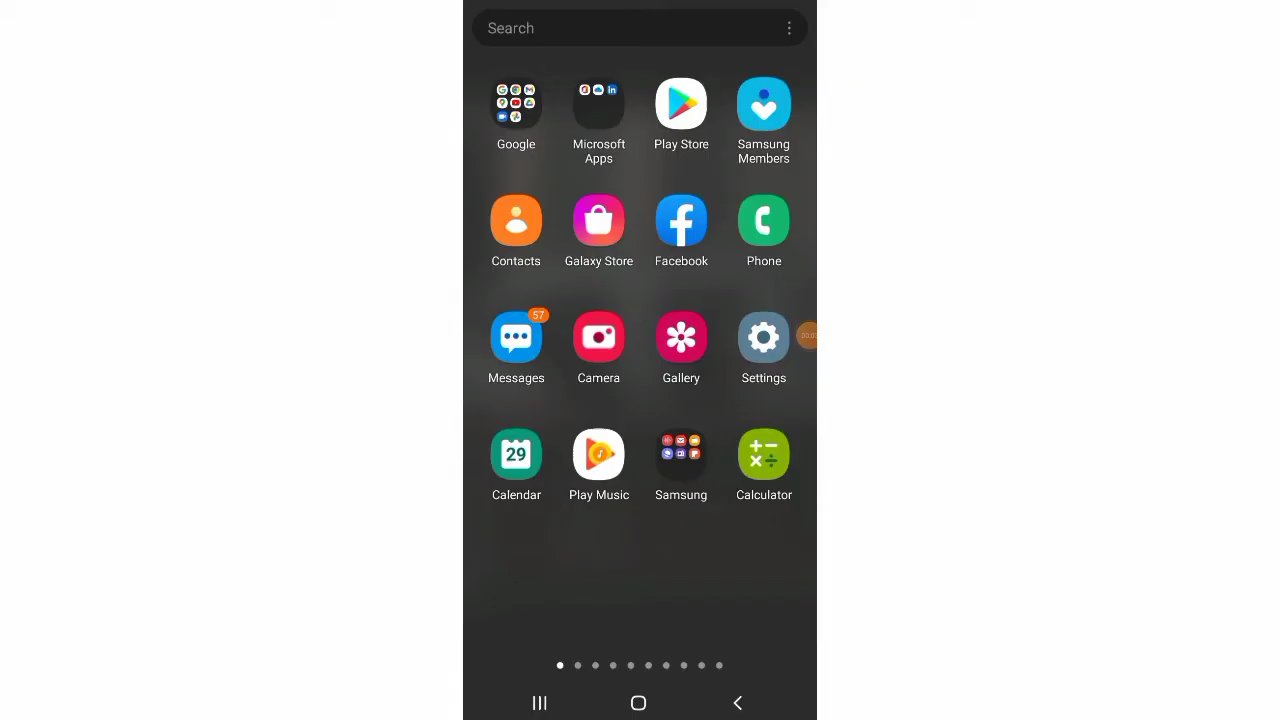 Search
Google
Microsoft
Apps
Play Store
Samsung
Members
Contacts
Galaxy Store
Facebook
Phone
57
Messages
Camera
Gallery
Settings
29
Calendar
Play Music
Samsung
Calculator